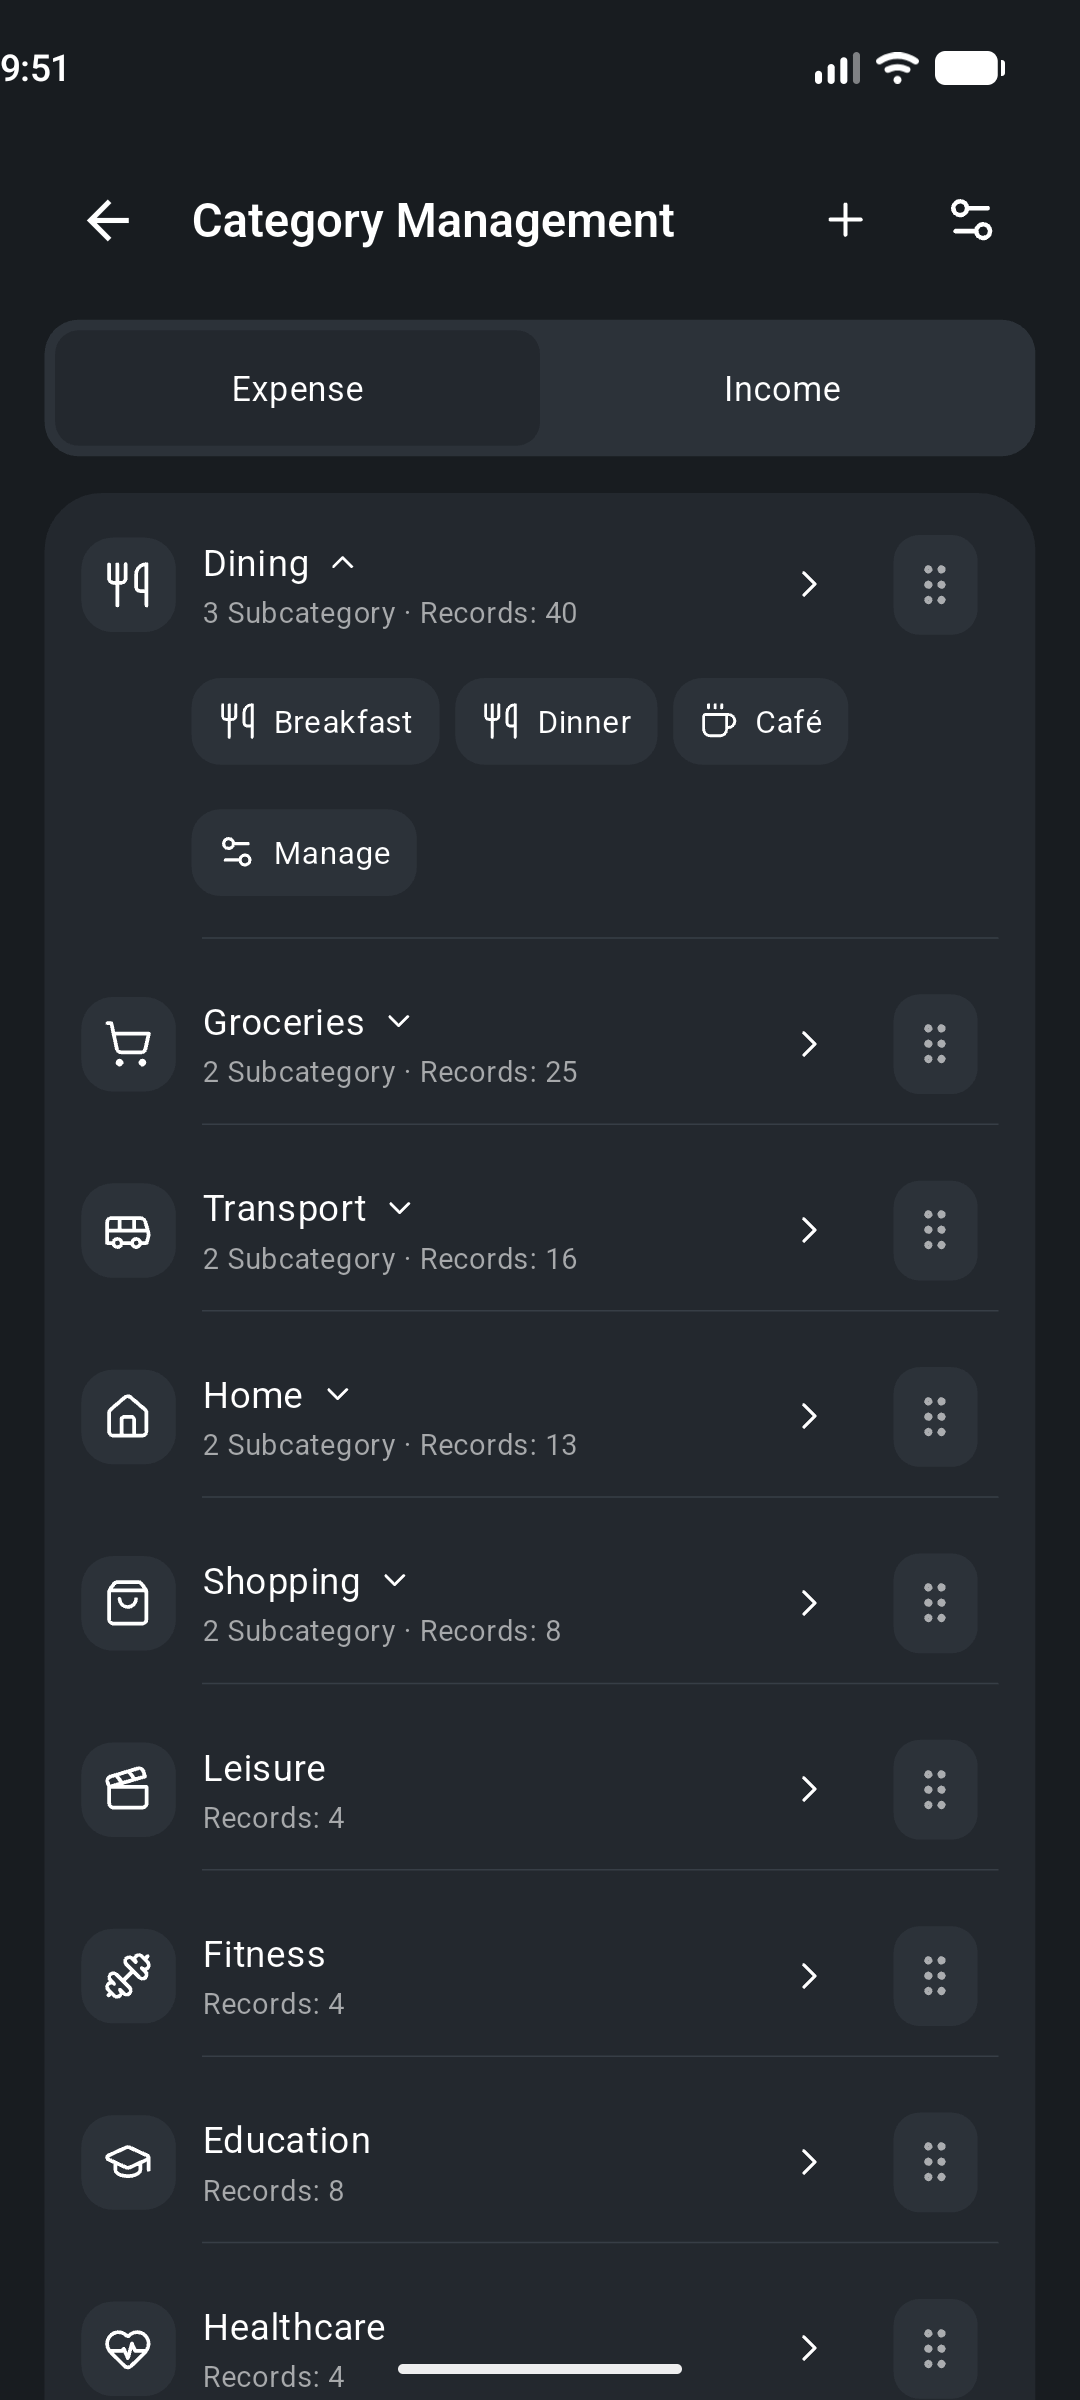 9:51
Category Management
Expense
Income
Dining
3 Subcategory · Records: 40
Breakfast
Dinner
Café
Manage
Groceries
2 Subcategory · Records: 25
Transport
2 Subcategory · Records: 16
Home
2 Subcategory · Records: 13
Shopping
2 Subcategory · Records: 8
Leisure
Records: 4
Fitness
Records: 4
Education
Records: 8
Healthcare
Records: 4